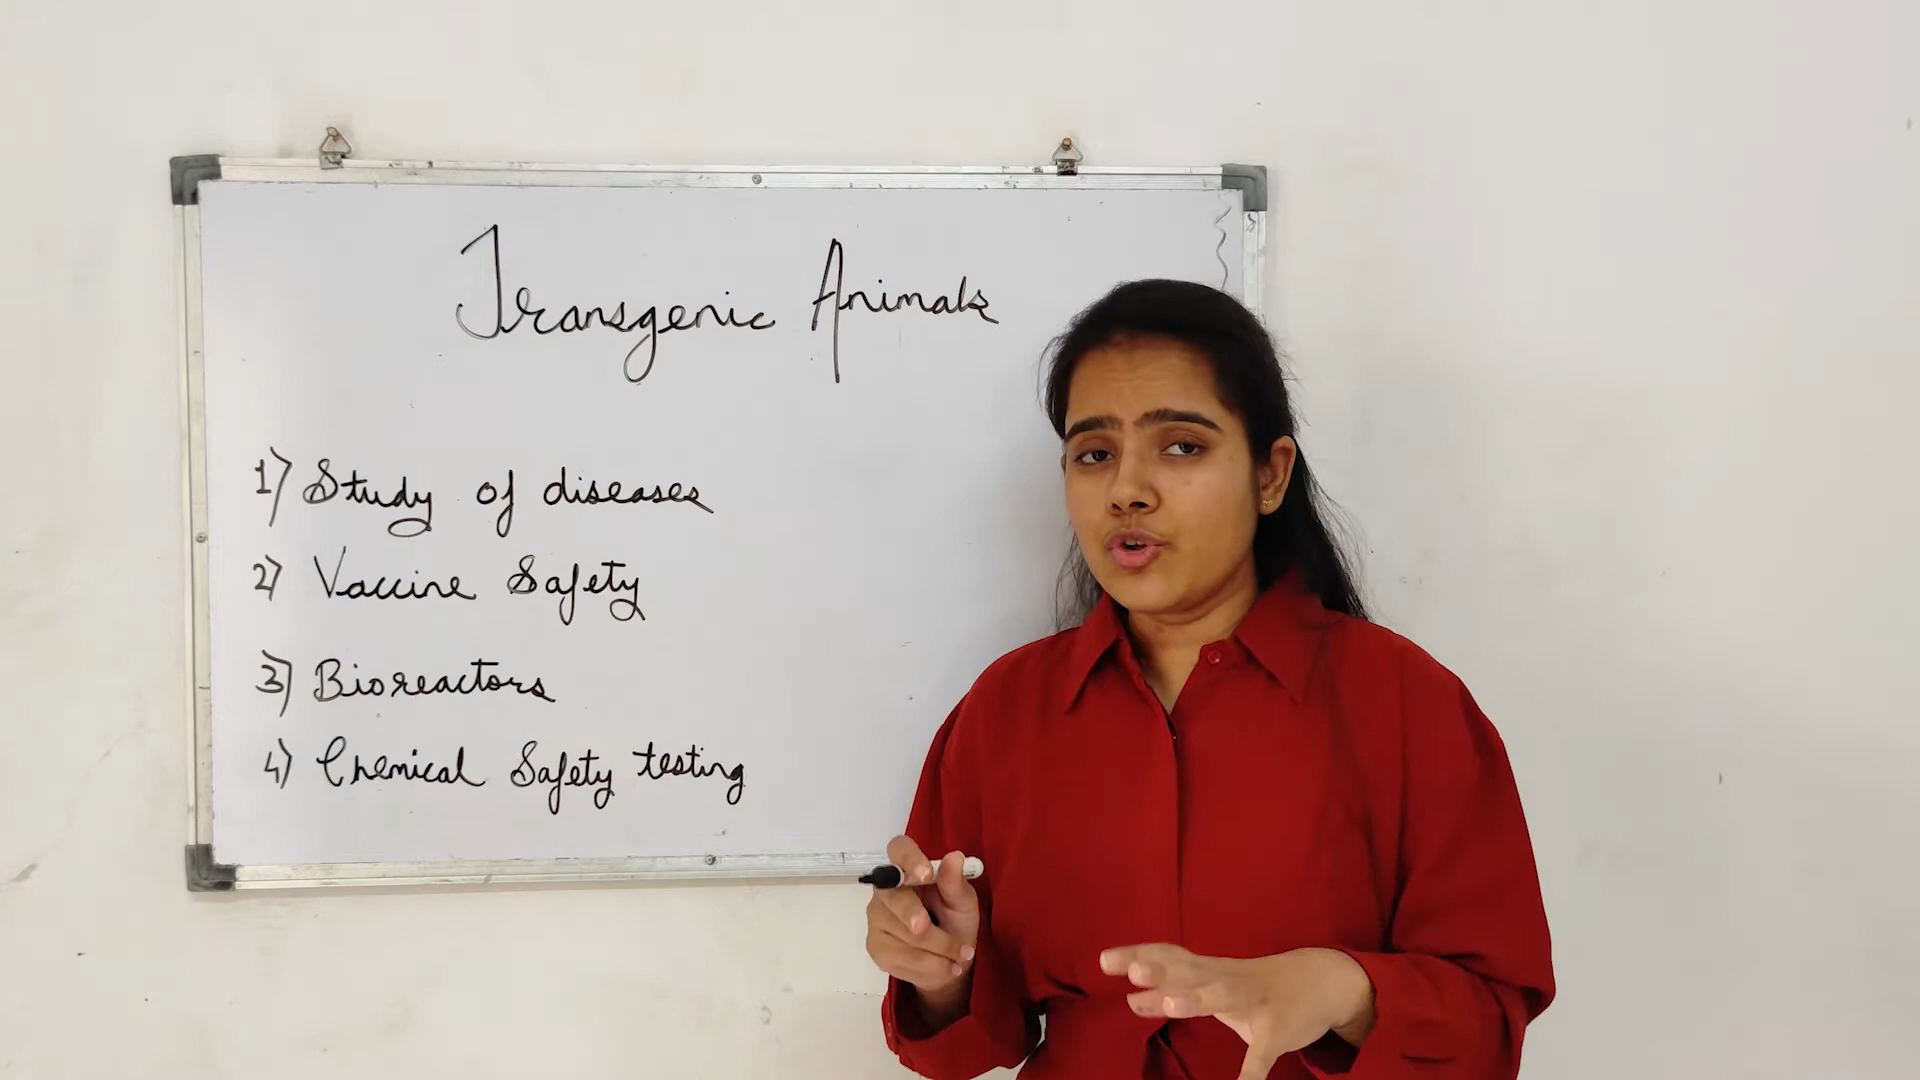 Transgenic Animals
1) Study of diseases
2) Vaccine Safety
3) Bioreactors
4) Chemical Safety testing